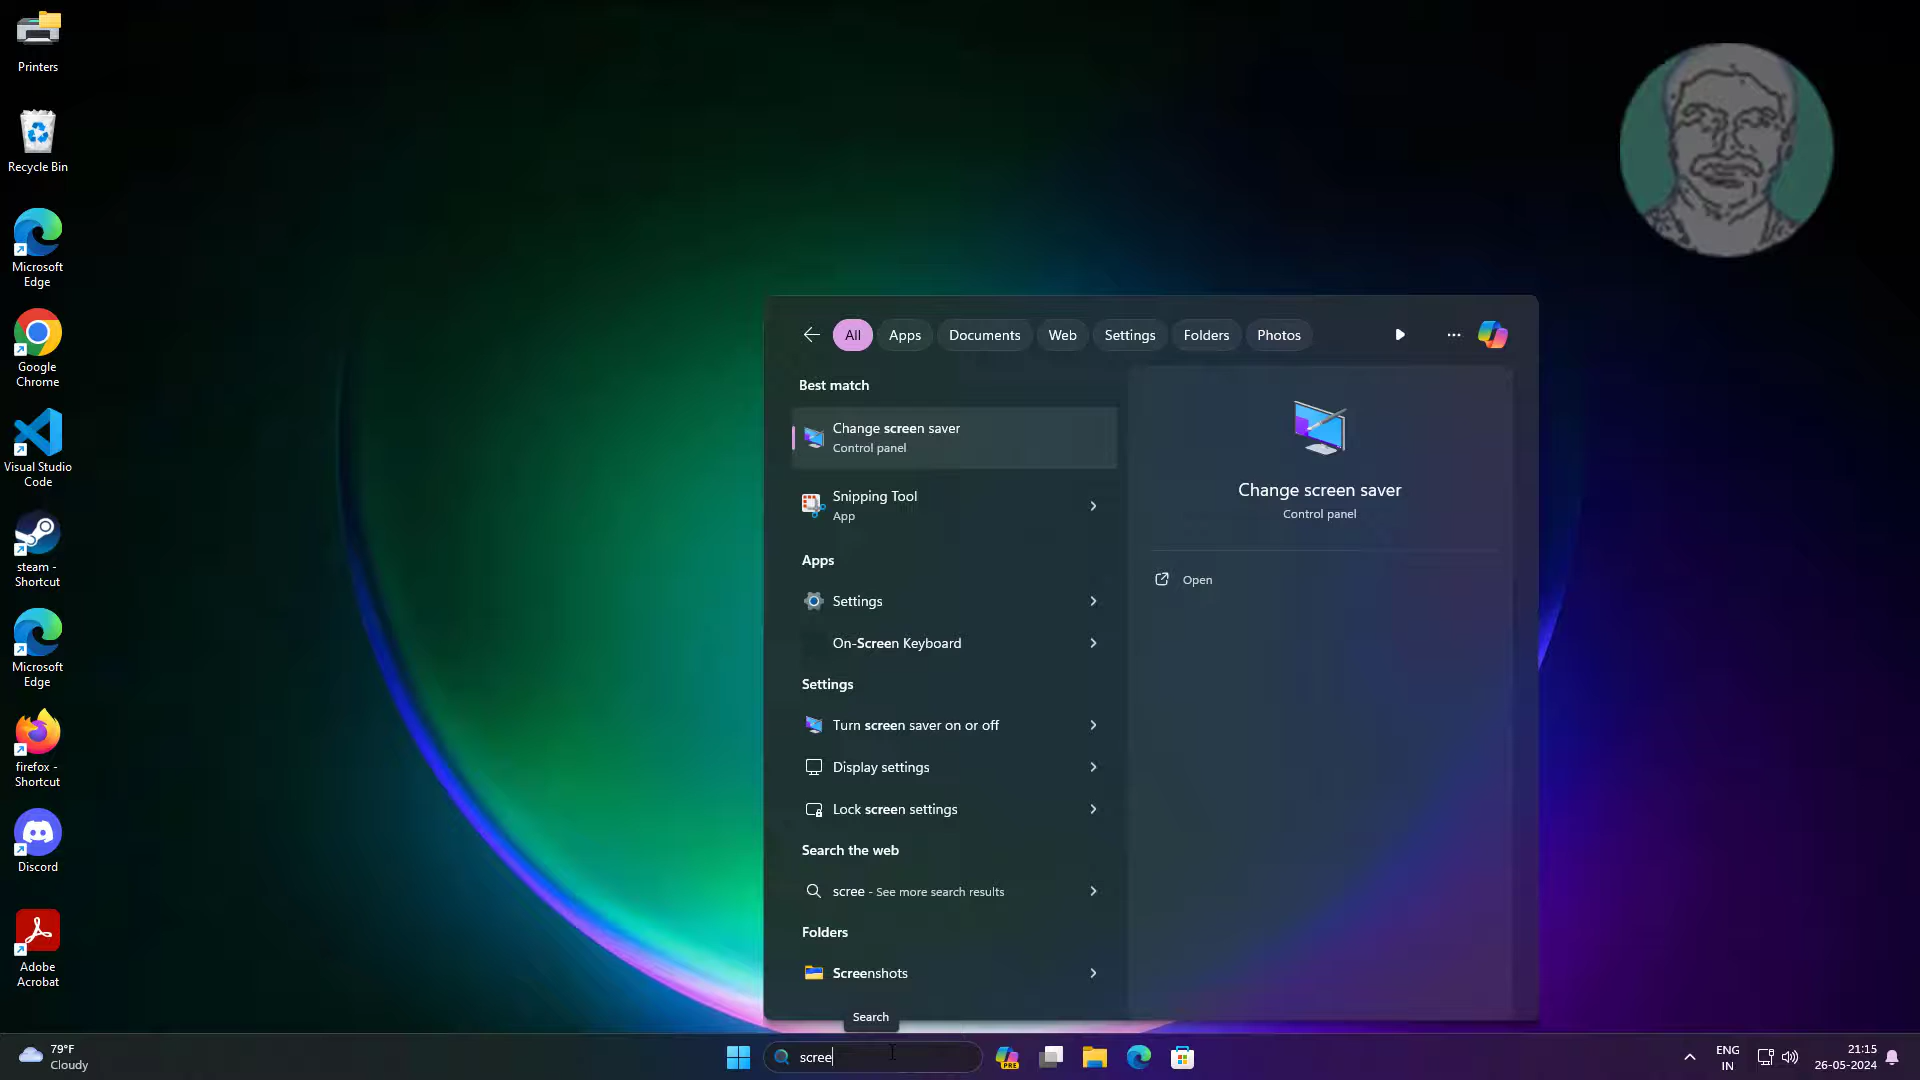 Printers
Recycle Bin
Microsoft
Edge
Google
Chrome
Visual Studio
Code
steam -
Shortcut
Microsoft
Edge
firefox -
Shortcut
Discord
Adobe
Acrobat
All
Apps
Documents
Web
Settings
Folders
Photos
Best match
Change screen saver
Control panel
Snipping Tool
App
Apps
Settings
On-Screen Keyboard
Settings
Turn screen saver on or off
Display settings
Lock screen settings
Search the web
scree - See more search results
Folders
Screenshots
Change screen saver
Control panel
Open
Search
79°F
Cloudy
scree
PRE
ENG
IN
21:15
26-05-2024